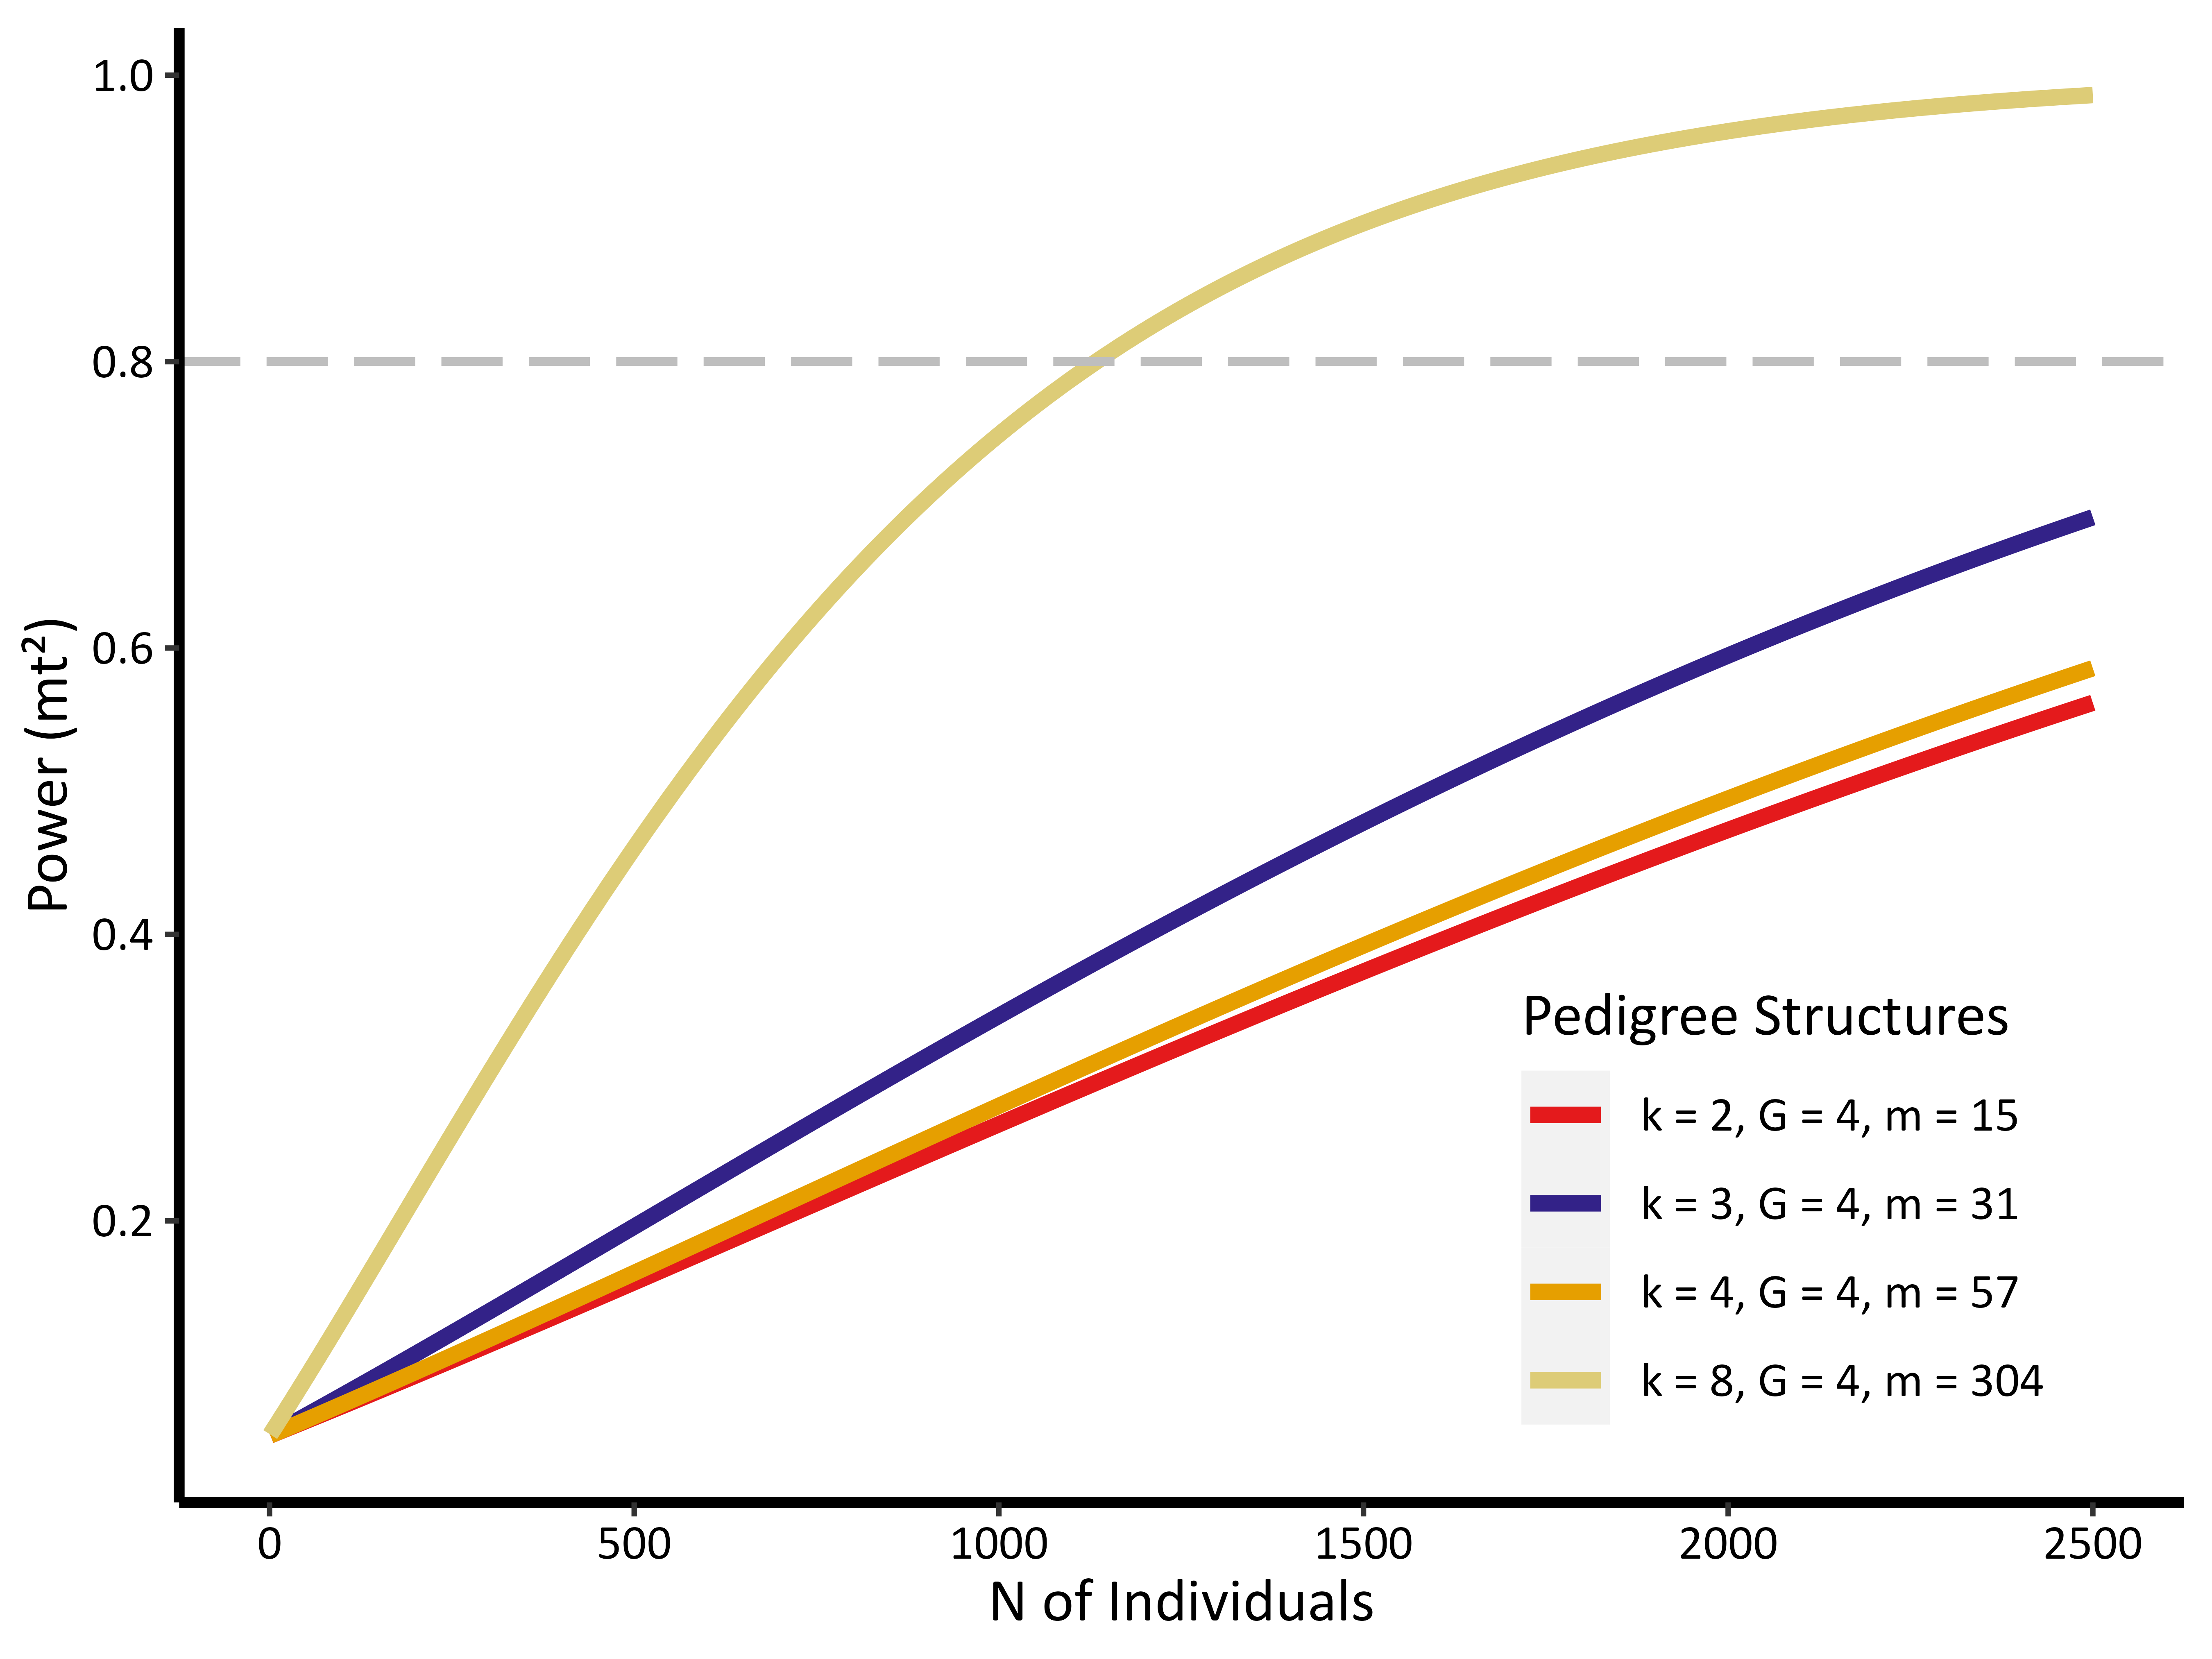 1.0
0.8
0.6
0.4
0.2
Power (mt²)
Pedigree Structures
k = 2, G = 4, m = 15
k = 3, G = 4, m = 31
k = 4, G = 4, m = 57
k = 8, G = 4, m = 304
0 500 1000 1500 2000 2500
N of Individuals